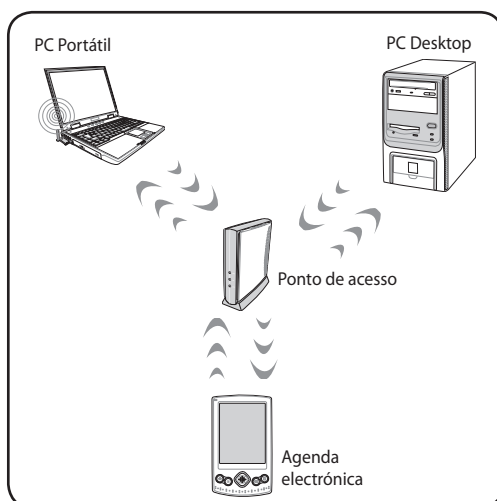 PC Portátil
PC Desktop
Ponto de acesso
Agenda
electrónica